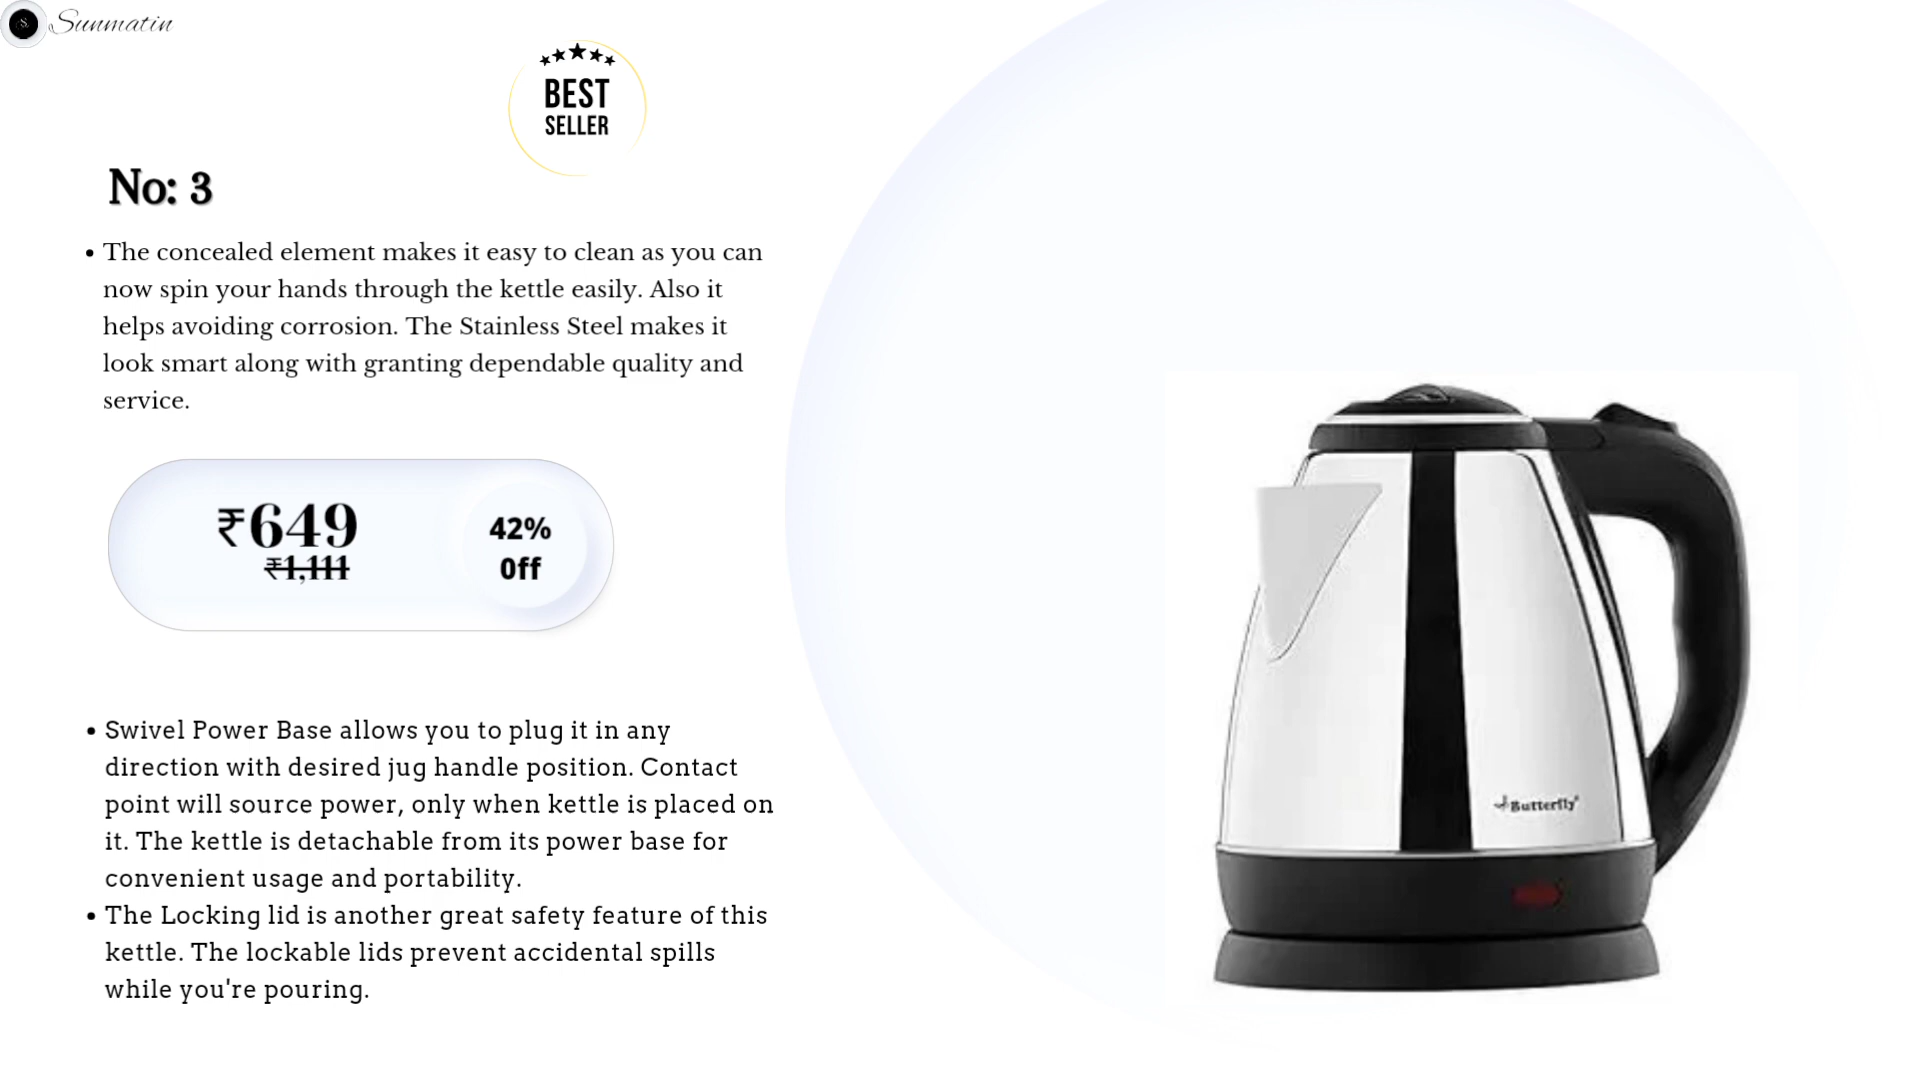 S.
Sunmatin
BEST
SELLER
No: 3
• The concealed element makes it easy to clean as you can
now spin your hands through the kettle easily. Also it
helps avoiding corrosion. The Stainless Steel makes it
look smart along with granting dependable quality and
service.
₹649
₹1,111
42%
Off
• Swivel Power Base allows you to plug it in any
direction with desired jug handle position. Contact
point will source power, only when kettle is placed on
it. The kettle is detachable from its power base for
convenient usage and portability.
• The Locking lid is another great safety feature of this
kettle. The lockable lids prevent accidental spills
while you're pouring.
Butterfly